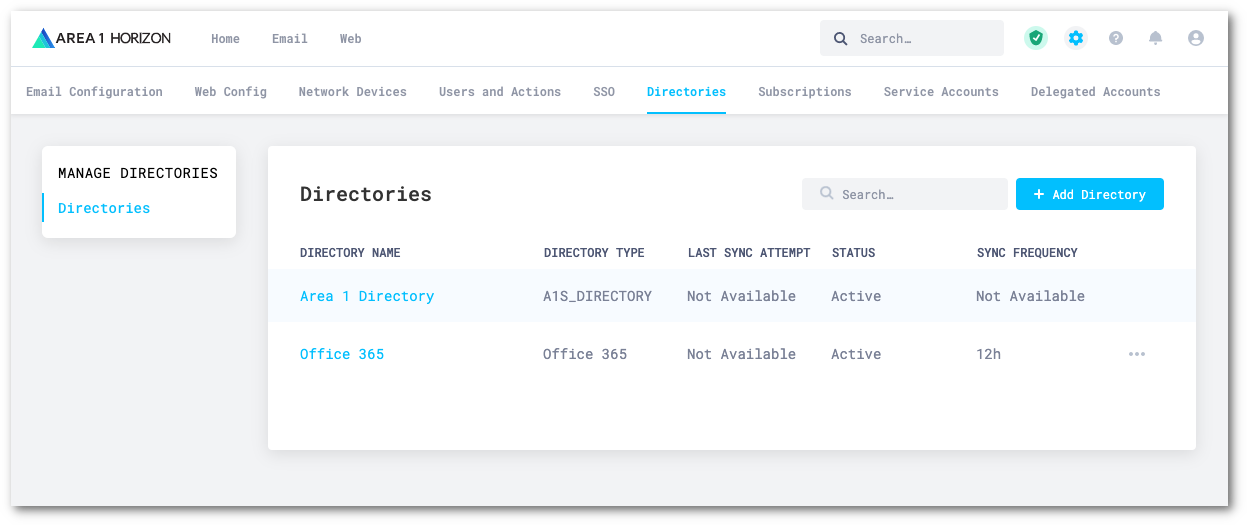 AREA 1 HORIZON Home Email Web Search…
Email Configuration Web Config Network Devices Users and Actions SSO Directories Subscriptions Service Accounts Delegated Accounts
MANAGE DIRECTORIES
Directories
Directories Search… + Add Directory
DIRECTORY NAME DIRECTORY TYPE LAST SYNC ATTEMPT STATUS SYNC FREQUENCY
Area 1 Directory A1S_DIRECTORY Not Available Active Not Available
Office 365 Office 365 Not Available Active 12h